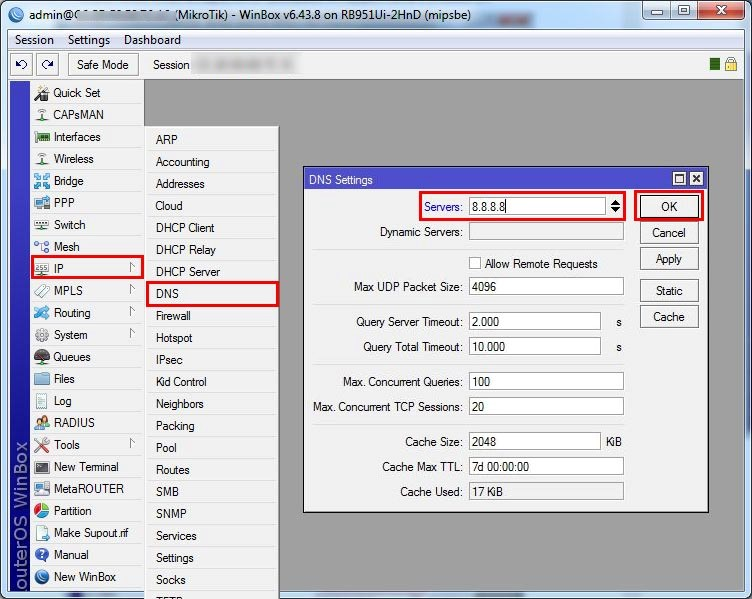 (MikroTik) - WinBox v6.43.8 on RB951Ui-2HnD (mipsbe)
Session Settings Dashboard
Safe Mode Session
Quick Set
CAPsMAN
Interfaces
Wireless
Bridge
PPP
Switch
Mesh
IP
MPLS
Routing
System
Queues
Files
Log
RADIUS
Tools
New Terminal
MetaROUTER
Partition
Make Supout.rif
Manual
New WinBox
ARP
Accounting
Addresses
Cloud
DHCP Client
DHCP Relay
DHCP Server
DNS
Firewall
Hotspot
IPsec
Kid Control
Neighbors
Packing
Pool
Routes
SMB
SNMP
Services
Settings
Socks
DNS Settings
Servers: 8.8.8.8
Dynamic Servers:
Allow Remote Requests
Max UDP Packet Size: 4096
Query Server Timeout: 2.000 s
Query Total Timeout: 10.000 s
Max. Concurrent Queries: 100
Max. Concurrent TCP Sessions: 20
Cache Size: 2048 KiB
Cache Max TTL: 7d 00:00:00
Cache Used: 17 KiB
OK
Cancel
Apply
Static
Cache
outerOS WinBox